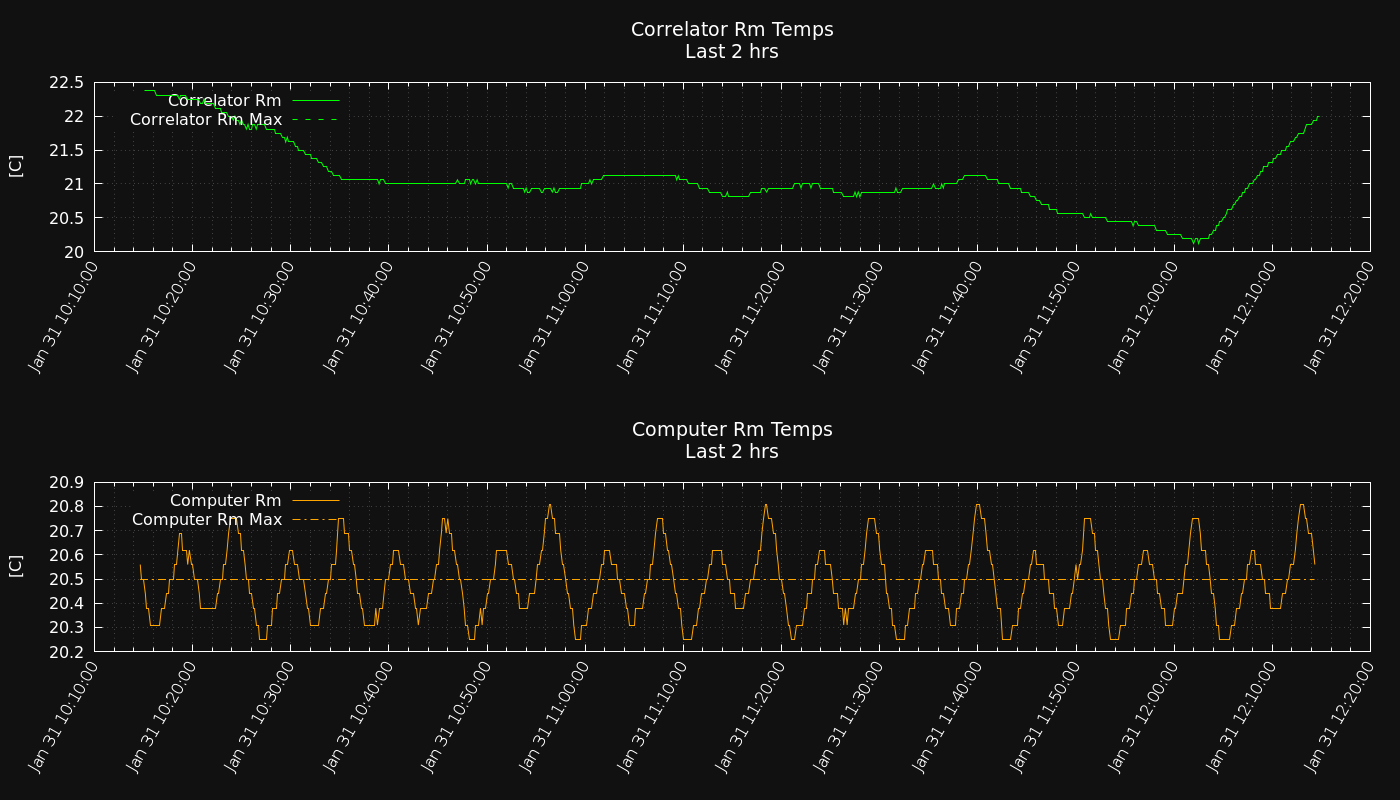 Correlator Rm Temps
Last 2 hrs
22.5
22
21.5
21
20.5
20
[C]
Correlator Rm
Correlator Rm Max
Jan 31 10:10:00
Jan 31 10:20:00
Jan 31 10:30:00
Jan 31 10:40:00
Jan 31 10:50:00
Jan 31 11:00:00
Jan 31 11:10:00
Jan 31 11:20:00
Jan 31 11:30:00
Jan 31 11:40:00
Jan 31 11:50:00
Jan 31 12:00:00
Jan 31 12:10:00
Jan 31 12:20:00
Computer Rm Temps
Last 2 hrs
20.9
20.8
20.7
20.6
20.5
20.4
20.3
20.2
[C]
Computer Rm
Computer Rm Max
Jan 31 10:10:00
Jan 31 10:20:00
Jan 31 10:30:00
Jan 31 10:40:00
Jan 31 10:50:00
Jan 31 11:00:00
Jan 31 11:10:00
Jan 31 11:20:00
Jan 31 11:30:00
Jan 31 11:40:00
Jan 31 11:50:00
Jan 31 12:00:00
Jan 31 12:10:00
Jan 31 12:20:00